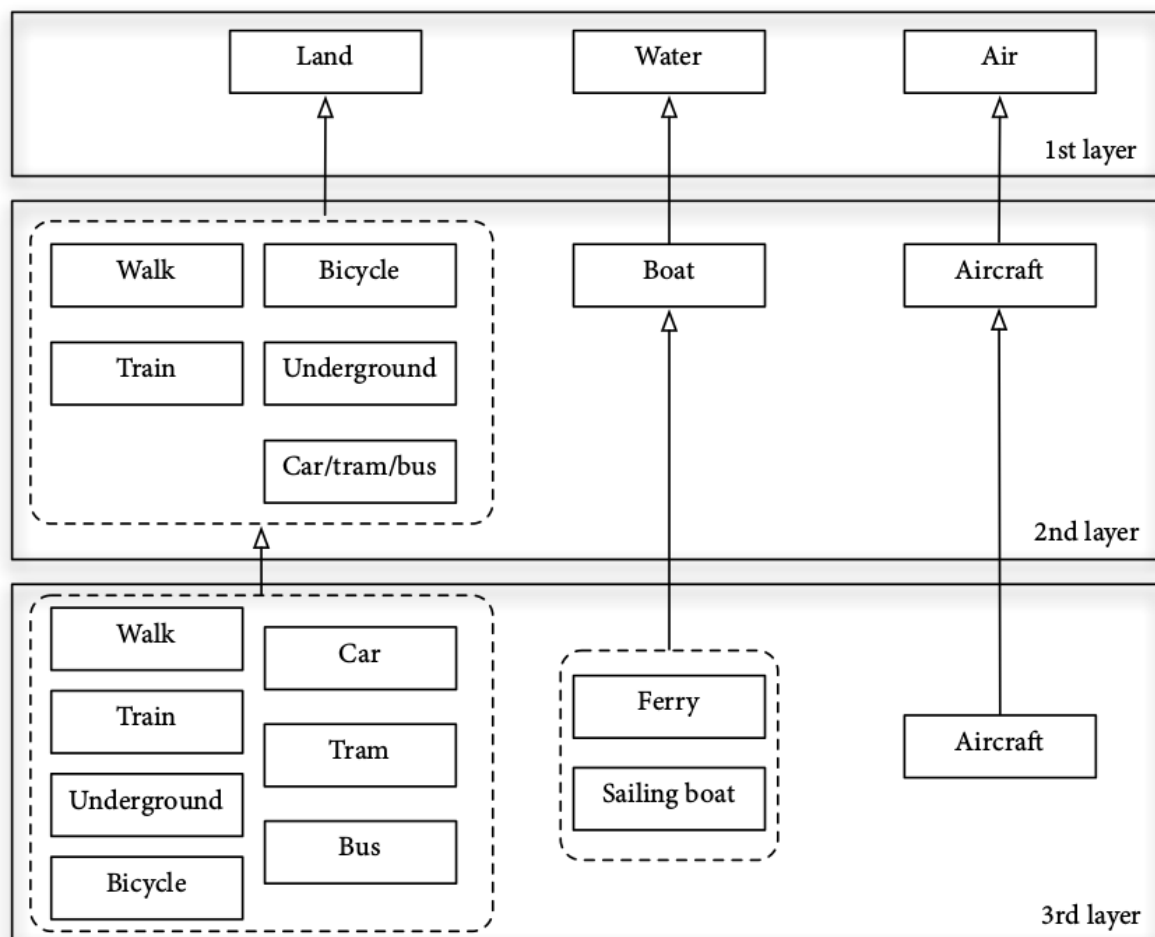 Land
Water
Air
1st layer
Walk
Bicycle
Boat
Aircraft
Train
Underground
Car/tram/bus
2nd layer
Walk
Car
Train
Ferry
Tram
Aircraft
Underground
Sailing boat
Bus
Bicycle
3rd layer